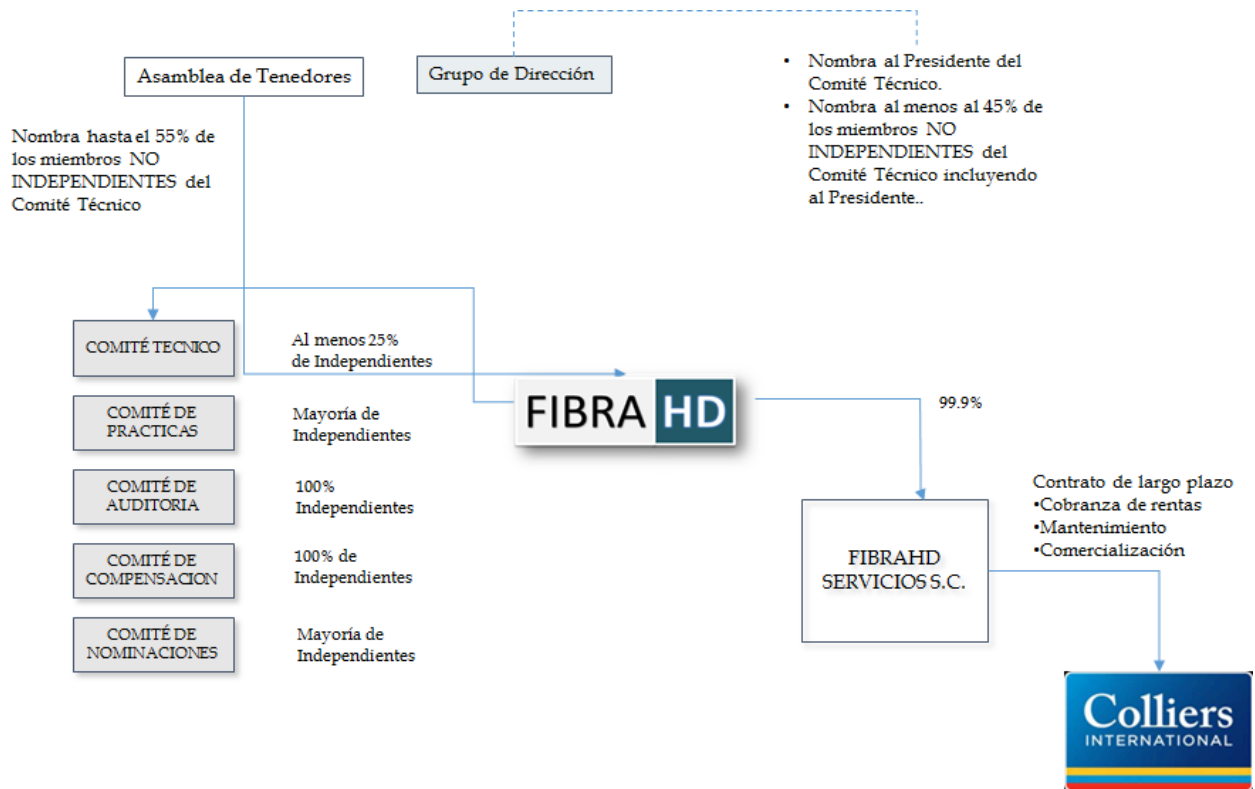 Asamblea de Tenedores
Grupo de Dirección
• Nombra al Presidente del
Comité Técnico.
• Nombra al menos al 45% de
los miembros NO
INDEPENDIENTES del
Comité Técnico incluyendo
al Presidente..
Nombra hasta el 55% de
los miembros NO
INDEPENDIENTES del
Comité Técnico
COMITÉ TECNICO
Al menos 25%
de Independientes
COMITÉ DE
PRACTICAS
Mayoría de
Independientes
COMITÉ DE
AUDITORIA
100%
Independientes
COMITÉ DE
COMPENSACION
100% de
Independientes
COMITÉ DE
NOMINACIONES
Mayoría de
Independientes
FIBRA HD
99.9%
FIBRAHD
SERVICIOS S.C.
Contrato de largo plazo
•Cobranza de rentas
•Mantenimiento
•Comercialización
Colliers
INTERNATIONAL